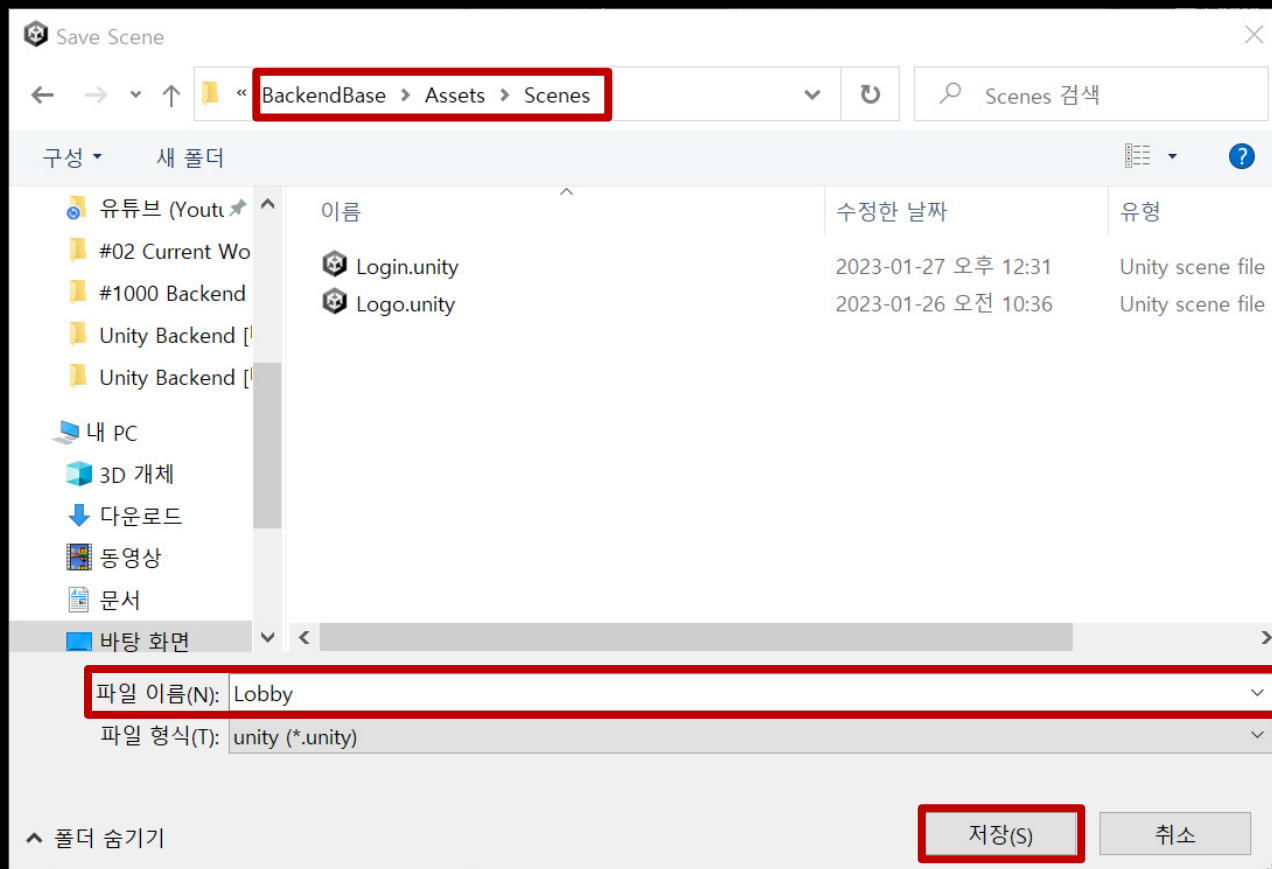 Save Scene
« BackendBase > Assets > Scenes
Scenes 검색
구성
새 폴더
유튜브 (Youtu
#02 Current Wo
#1000 Backend
Unity Backend [
Unity Backend [
내 PC
3D 개체
다운로드
동영상
문서
바탕 화면
이름 수정한 날짜 유형
Login.unity 2023-01-27 오후 12:31 Unity scene file
Logo.unity 2023-01-26 오전 10:36 Unity scene file
파일 이름(N): Lobby
파일 형식(T): unity (*.unity)
폴더 숨기기
저장(S)
취소